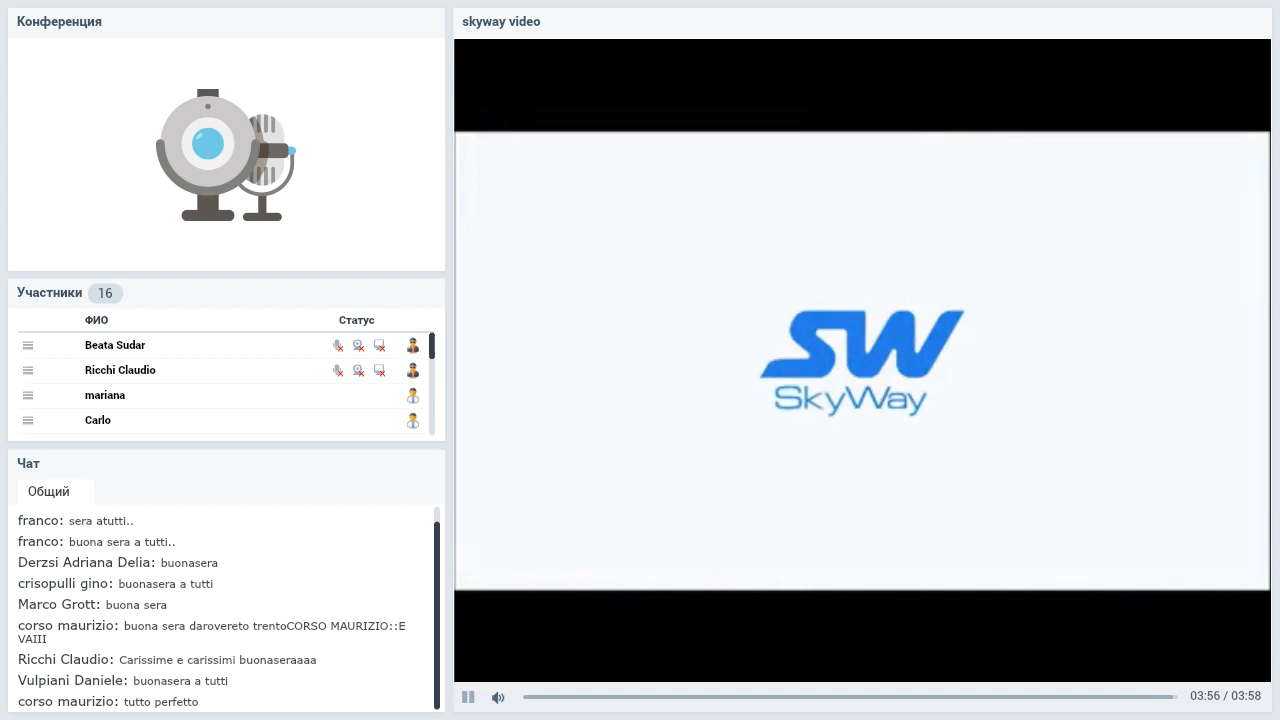 Конференция
skyway video
SW
SkyWay
Участники 16
ФИО Статус
Beata Sudar
Ricchi Claudio
mariana
Carlo
Чат
Общий
franco: sera atutti..
franco: buona sera a tutti..
Derzsi Adriana Delia: buonasera
crisopulli gino: buonasera a tutti
Marco Grott: buona sera
corso maurizio: buona sera darovereto trentoCORSO MAURIZIO::E
VAIII
Ricchi Claudio: Carissime e carissimi buonaseraaaa
Vulpiani Daniele: buonasera a tutti
corso maurizio: tutto perfetto
03:56 / 03:58